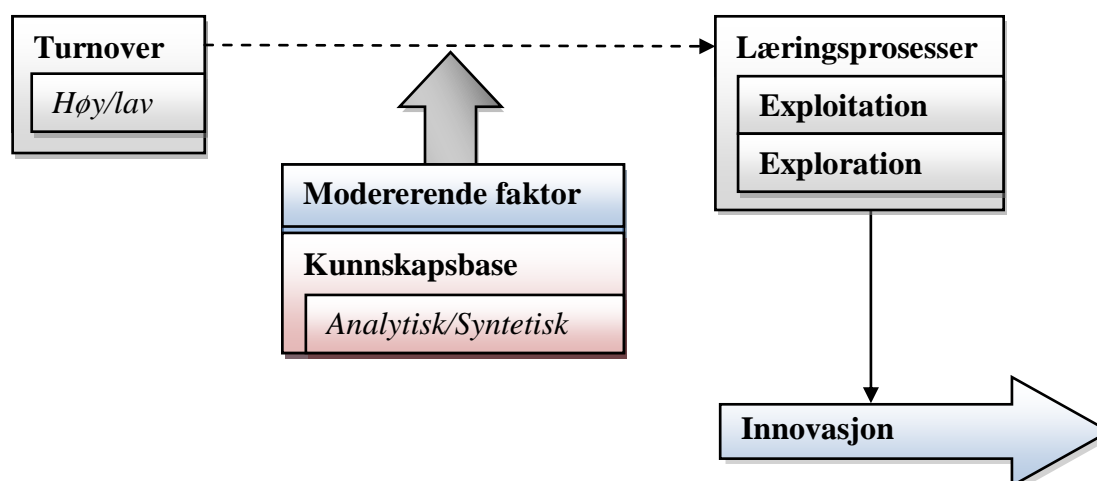 Turnover
Høy/lav
Læringsprosesser
Exploitation
Exploration
Modererende faktor
Kunnskapsbase
Analytisk/Syntetisk
Innovasjon